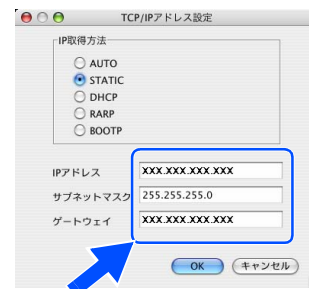 TCP/IPアドレス設定
IP取得方法
AUTO
STATIC
DHCP
RARP
BOOTP
IPアドレス XXX.XXX.XXX.XXX
サブネットマスク 255.255.255.0
ゲートウェイ XXX.XXX.XXX.XXX
OK キャンセル